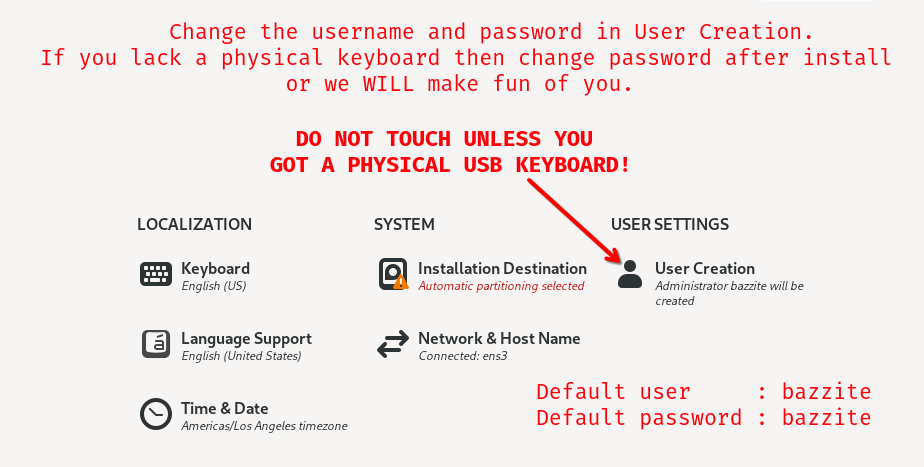 Change the username and password in User Creation.
If you lack a physical keyboard then change password after install
or we WILL make fun of you.
DO NOT TOUCH UNLESS YOU
GOT A PHYSICAL USB KEYBOARD!
LOCALIZATION
Keyboard
English (US)
Language Support
English (United States)
Time & Date
Americas/Los Angeles timezone
SYSTEM
Installation Destination
Automatic partitioning selected
Network & Host Name
Connected: ens3
USER SETTINGS
User Creation
Administrator bazzite will be
created
Default user     : bazzite
Default password : bazzite